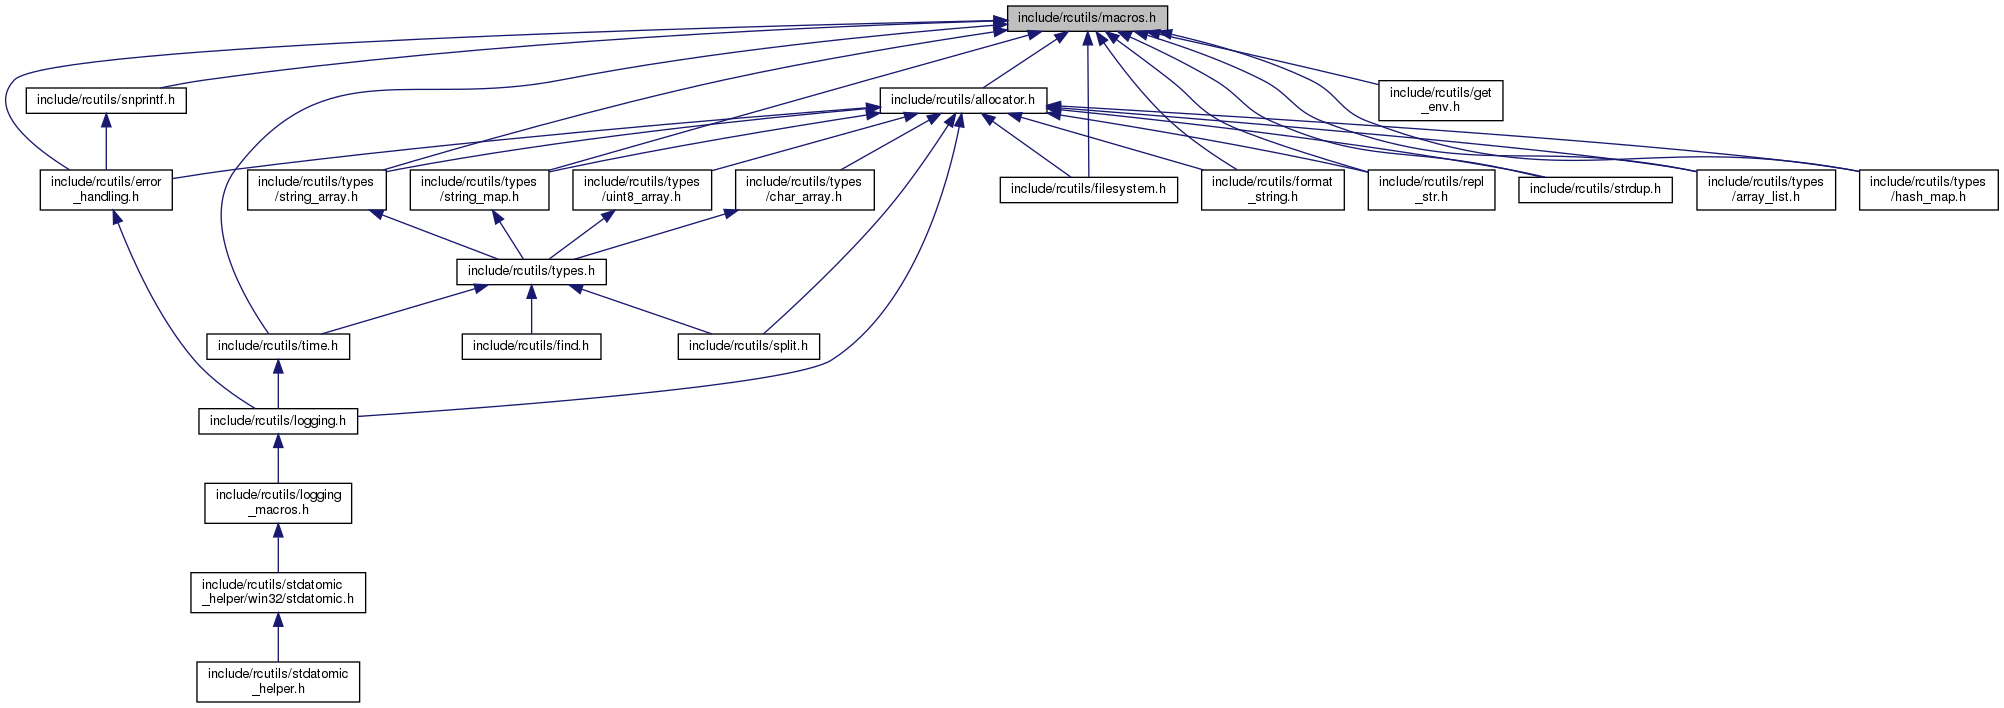 include/rcutils/macros.h
include/rcutils/snprintf.h
include/rcutils/allocator.h
include/rcutils/get
_env.h
include/rcutils/error
_handling.h
include/rcutils/types
/string_array.h
include/rcutils/types
/string_map.h
include/rcutils/types
/uint8_array.h
include/rcutils/types
/char_array.h
include/rcutils/filesystem.h
include/rcutils/format
_string.h
include/rcutils/repl
_str.h
include/rcutils/strdup.h
include/rcutils/types
/array_list.h
include/rcutils/types
/hash_map.h
include/rcutils/types.h
include/rcutils/time.h
include/rcutils/find.h
include/rcutils/split.h
include/rcutils/logging.h
include/rcutils/logging
_macros.h
include/rcutils/stdatomic
_helper/win32/stdatomic.h
include/rcutils/stdatomic
_helper.h